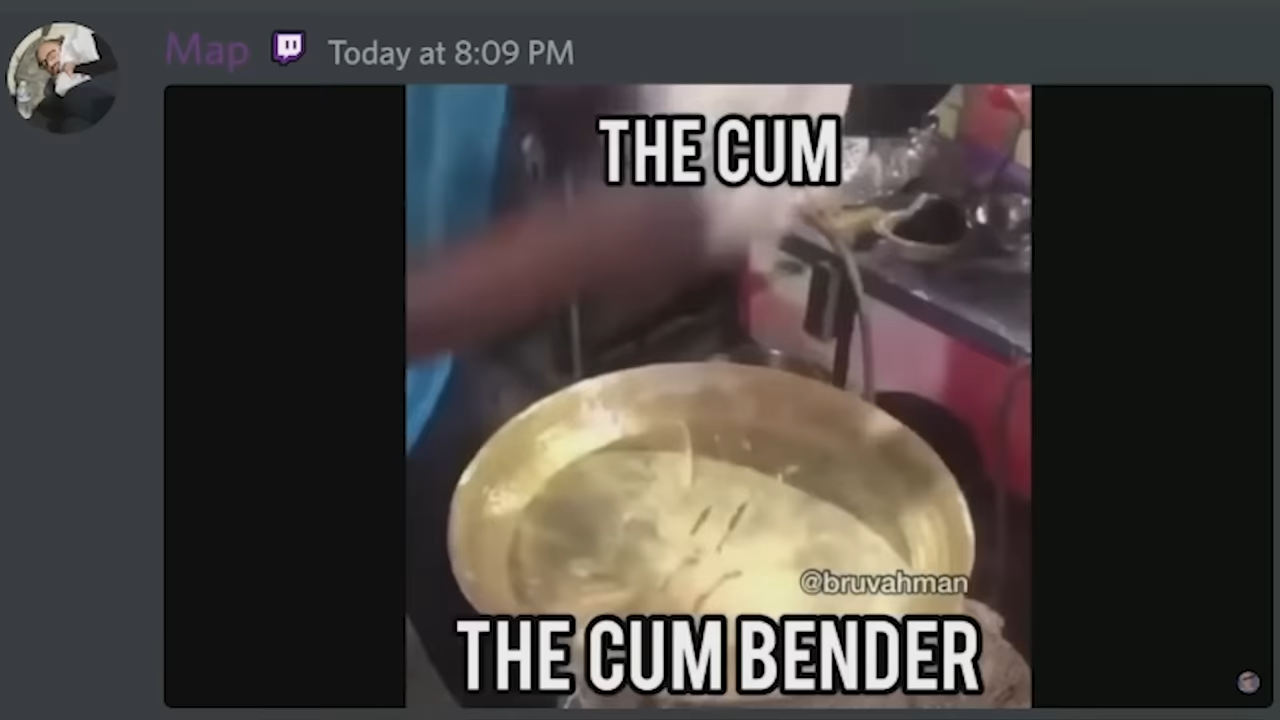 Map Today at 8:09 PM
THE CUM
@bruvahman
THE CUM BENDER